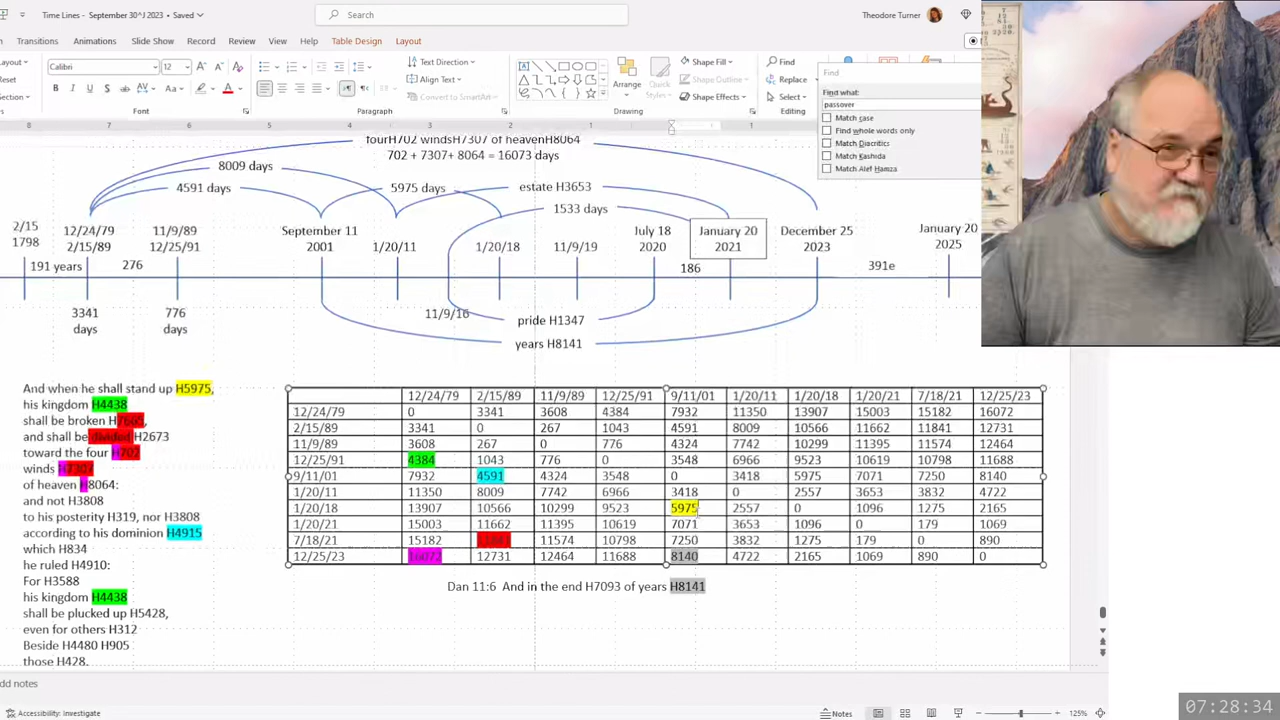 Time Lines - September 30^J 2023 • Saved
Search
Theodore Turner
Transitions Animations Slide Show Record Review View Help Table Design Layout
Layout
Reset
Section
Calibri 12
Text Direction
Align Text
Convert to SmartArt
Paragraph
Arrange
Quick Styles
Shape Fill
Shape Outline
Shape Effects
Drawing
Find
Replace
Select
Editing
Find
Find what:
passover
Match case
Find whole words only
Match Diacritics
Match Kashida
Match Alef Hamza
8 7 6 5 4 3 2 1 1
fourH702 windsH7307 of heavenH8064
702 + 7307+ 8064 = 16073 days
8009 days
4591 days
5975 days
estate H3653
1533 days
2/15
1798
12/24/79
2/15/89
11/9/89
12/25/91
September 11
2001
1/20/11
1/20/18
11/9/19
July 18
2020
January 20
2021
December 25
2023
January 20
2025
191 years
276
186
391e
3341
days
776
days
11/9/16
pride H1347
years H8141
And when he shall stand up H5975,
his kingdom H4438
shall be broken H7665,
and shall be divided H2673
toward the four H702
winds H7307
of heaven H8064:
and not H3808
to his posterity H319, nor H3808
according to his dominion H4915
which H834
he ruled H4910:
For H3588
his kingdom H4438
shall be plucked up H5428,
even for others H312
Beside H4480 H905
those H428.
12/24/79 2/15/89 11/9/89 12/25/91 9/11/01 1/20/11 1/20/18 1/20/21 7/18/21 12/25/23
12/24/79 0 3341 3608 4384 7932 11350 13907 15003 15182 16072
2/15/89 3341 0 267 1043 4591 8009 10566 11662 11841 12731
11/9/89 3608 267 0 776 4324 7742 10299 11395 11574 12464
12/25/91 4384 1043 776 0 3548 6966 9523 10619 10798 11688
9/11/01 7932 4591 4324 3548 0 3418 5975 7071 7250 8140
1/20/11 11350 8009 7742 6966 3418 0 2557 3653 3832 4722
1/20/18 13907 10566 10299 9523 5975 2557 0 1096 1275 2165
1/20/21 15003 11662 11395 10619 7071 3653 1096 0 179 1069
7/18/21 15182 11841 11574 10798 7250 3832 1275 179 0 890
12/25/23 16072 12731 12464 11688 8140 4722 2165 1069 890 0
Dan 11:6 And in the end H7093 of years H8141
dd notes
Accessibility: Investigate
Notes
125%
07:28:34